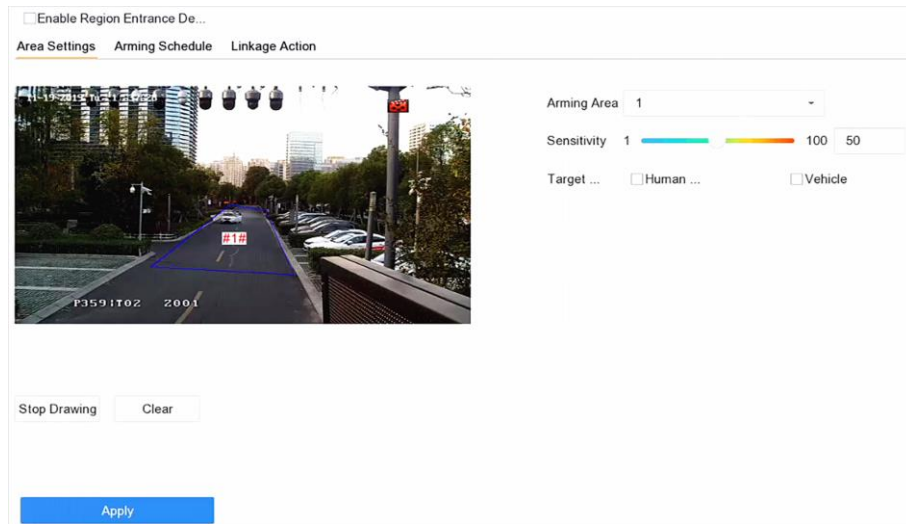 Enable Region Entrance De...
Area Settings Arming Schedule Linkage Action
Arming Area 1
Sensitivity 1 100 50
Target ... Human ... Vehicle
#1#
P359IT02 2001
Stop Drawing Clear
Apply